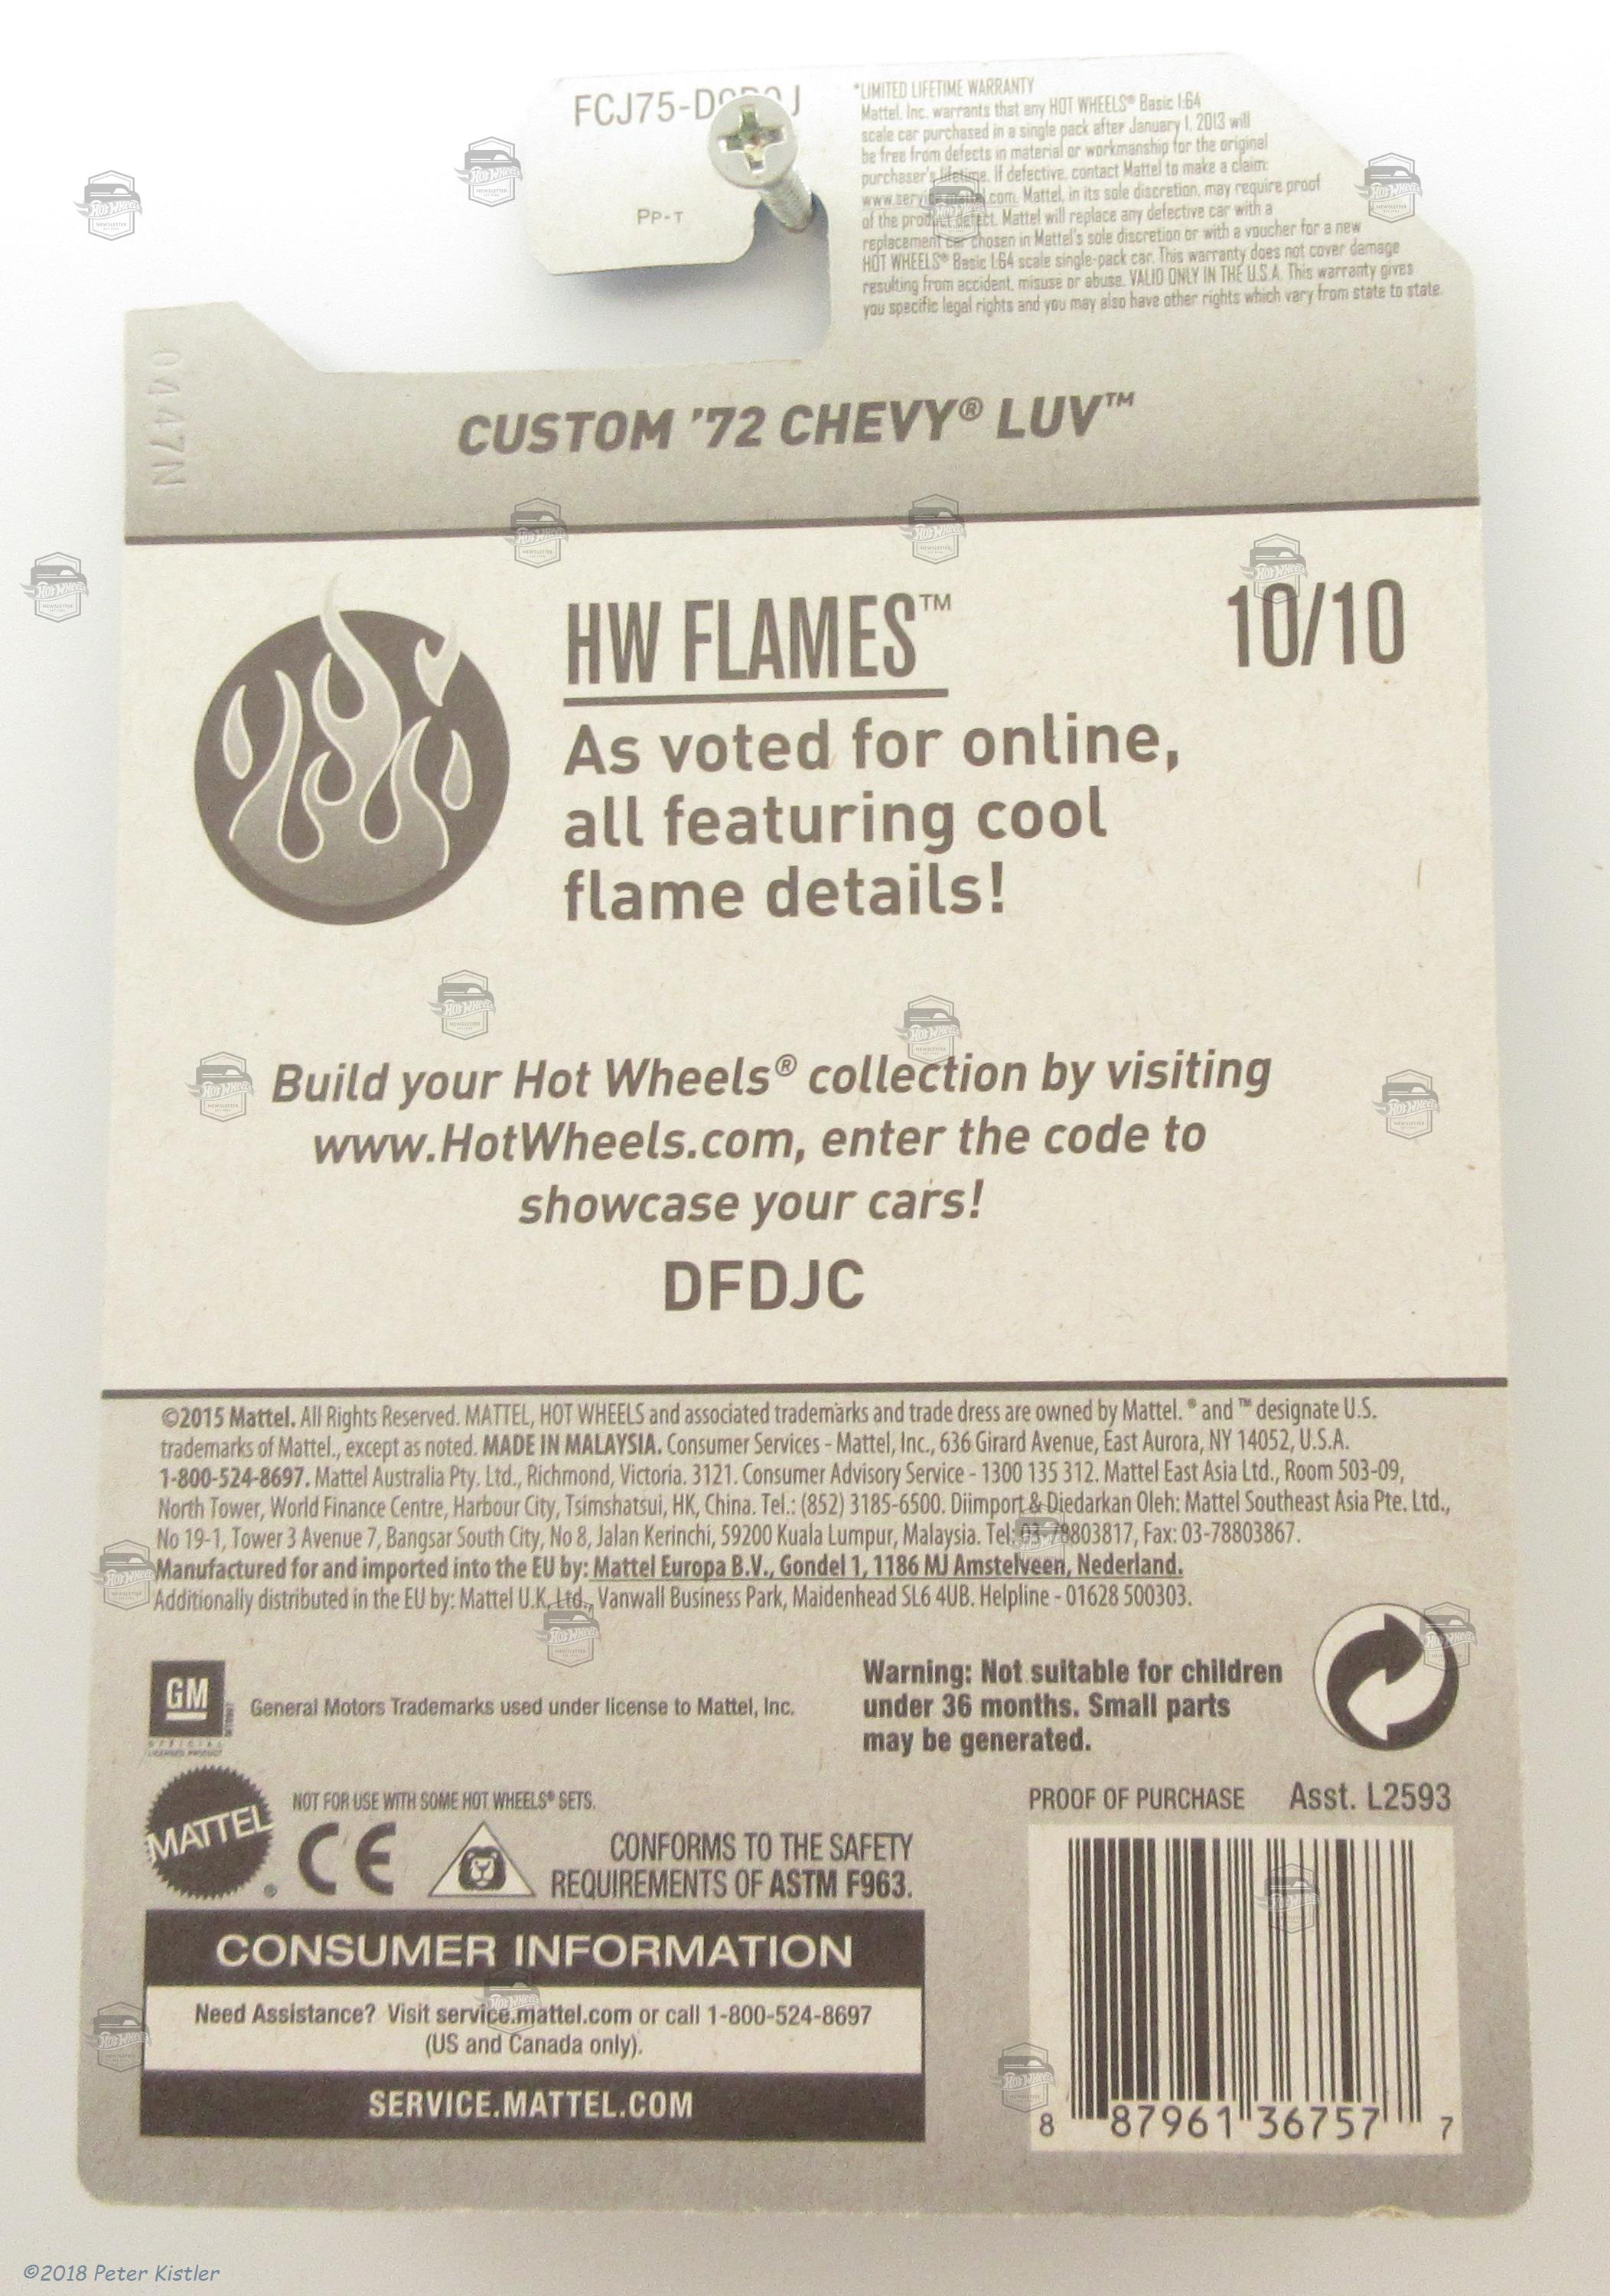 FCJ75-D
PP-T
*LIMITED LIFETIME WARRANTY
Mattel, Inc. warrants that any HOT WHEELS® Basic 1:64
scale car purchased in a single pack after January 1, 2013 will
be free from defects in material or workmanship for the original
purchaser's lifetime. If defective, contact Mattel to make a claim:
www.service.mattel.com. Mattel, in its sole discretion, may require proof
of the product defect. Mattel will replace any defective car with a
replacement car chosen in Mattel's sole discretion or with a voucher for a new
HOT WHEELS® Basic 1:64 scale single-pack car. This warranty does not cover damage
resulting from accident, misuse or abuse. VALID ONLY IN THE U.S.A. This warranty gives
you specific legal rights and you may also have other rights which vary from state to state.
0447N
CUSTOM '72 CHEVY® LUV™
HW FLAMES™
10/10
As voted for online,
all featuring cool
flame details!
Build your Hot Wheels® collection by visiting
www.HotWheels.com, enter the code to
showcase your cars!
DFDJC
©2015 Mattel. All Rights Reserved. MATTEL, HOT WHEELS and associated trademarks and trade dress are owned by Mattel. ® and ™ designate U.S.
trademarks of Mattel., except as noted. MADE IN MALAYSIA. Consumer Services - Mattel, Inc., 636 Girard Avenue, East Aurora, NY 14052, U.S.A.
1-800-524-8697. Mattel Australia Pty. Ltd., Richmond, Victoria. 3121. Consumer Advisory Service - 1300 135 312. Mattel East Asia Ltd., Room 503-09,
North Tower, World Finance Centre, Harbour City, Tsimshatsui, HK, China. Tel.: (852) 3185-6500. Diimport & Diedarkan Oleh: Mattel Southeast Asia Pte. Ltd.,
No 19-1, Tower 3 Avenue 7, Bangsar South City, No 8, Jalan Kerinchi, 59200 Kuala Lumpur, Malaysia. Tel: 03-78803817, Fax: 03-78803867.
Manufactured for and imported into the EU by: Mattel Europa B.V., Gondel 1, 1186 MJ Amstelveen, Nederland.
Additionally distributed in the EU by: Mattel U.K. Ltd., Vanwall Business Park, Maidenhead SL6 4UB. Helpline - 01628 500303.
GM
OFFICIAL
LICENSED PRODUCT
General Motors Trademarks used under license to Mattel, Inc.
Warning: Not suitable for children
under 36 months. Small parts
may be generated.
MATTEL®
NOT FOR USE WITH SOME HOT WHEELS® SETS.
CE
CONFORMS TO THE SAFETY
REQUIREMENTS OF ASTM F963.
PROOF OF PURCHASE Asst. L2593
CONSUMER INFORMATION
Need Assistance? Visit service.mattel.com or call 1-800-524-8697
(US and Canada only).
SERVICE.MATTEL.COM
8 87961 36757 7
©2018 Peter Kistler